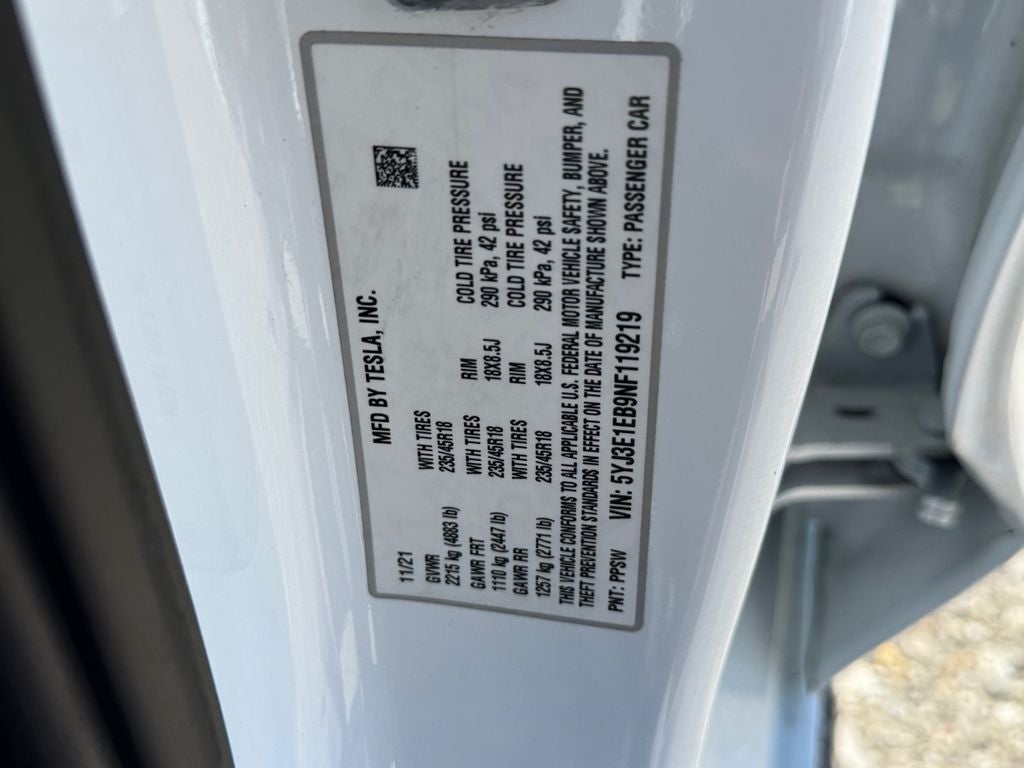 MFD BY TESLA, INC.
11/21
GVWR WITH TIRES RIM COLD TIRE PRESSURE
2215 kg (4883 lb) 235/45R18 290 kPa, 42 psi
GAWR FRT WITH TIRES RIM COLD TIRE PRESSURE
1110 kg (2447 lb) 235/45R18 18X8.5J 290 kPa, 42 psi
GAWR RR WITH TIRES
1257 kg (2771 lb) 235/45R18 18X8.5J
THIS VEHICLE CONFORMS TO ALL APPLICABLE U.S. FEDERAL MOTOR VEHICLE SAFETY, BUMPER, AND
THEFT PREVENTION STANDARDS IN EFFECT ON THE DATE OF MANUFACTURE SHOWN ABOVE.
PNT: PPSW VIN: 5YJ3E1EB9NF119219 TYPE: PASSENGER CAR